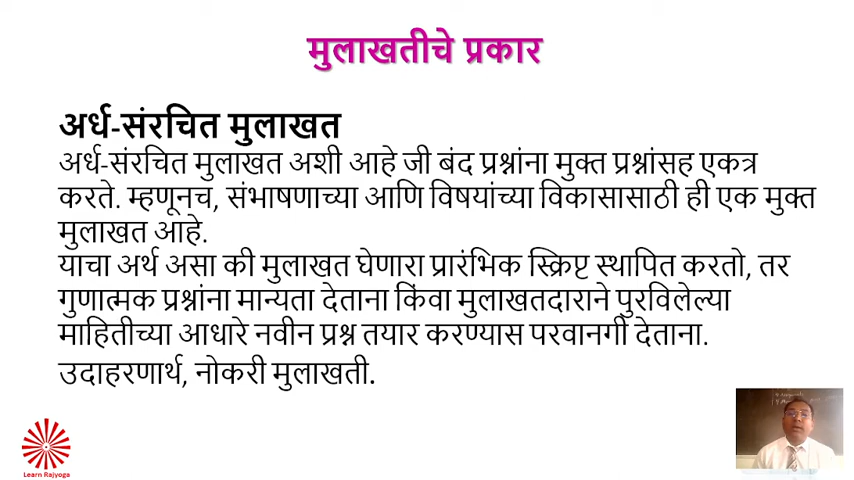 मुलाखतीचे प्रकार
अर्ध-संरचित मुलाखत
अर्ध-संरचित मुलाखत अशी आहे जी बंद प्रश्नांना मुक्त प्रश्नांसह एकत्र
करते. म्हणूनच, संभाषणाच्या आणि विषयांच्या विकासासाठी ही एक मुक्त
मुलाखत आहे.
याचा अर्थ असा की मुलाखत घेणारा प्रारंभिक स्क्रिप्ट स्थापित करतो, तर
गुणात्मक प्रश्नांना मान्यता देताना किंवा मुलाखतदाराने पुरविलेल्या
माहितीच्या आधारे नवीन प्रश्न तयार करण्यास परवानगी देताना.
उदाहरणार्थ, नोकरी मुलाखती.
Learn Rajyoga